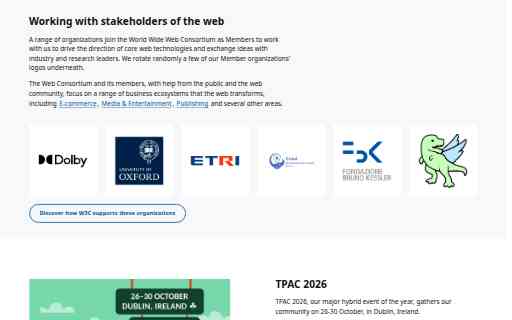 Working with stakeholders of the web
A range of organizations join the World Wide Web Consortium as Members to work
with us to drive the direction of core web technologies and exchange ideas with
industry and research leaders. We rotate randomly a few of our Member organizations'
logos underneath.
The Web Consortium and its members, with help from the public and the web
community, focus on a range of business ecosystems that the web transforms,
including E-commerce, Media & Entertainment, Publishing and several other areas.
Dolby
UNIVERSITY OF
OXFORD
ETRI
FBK
FONDAZIONE
BRUNO KESSLER
Discover how W3C supports these organizations
26-30 OCTOBER
DUBLIN, IRELAND
TPAC 2026
TPAC 2026, our major hybrid event of the year, gathers our
community on 26-30 October, in Dublin, Ireland.